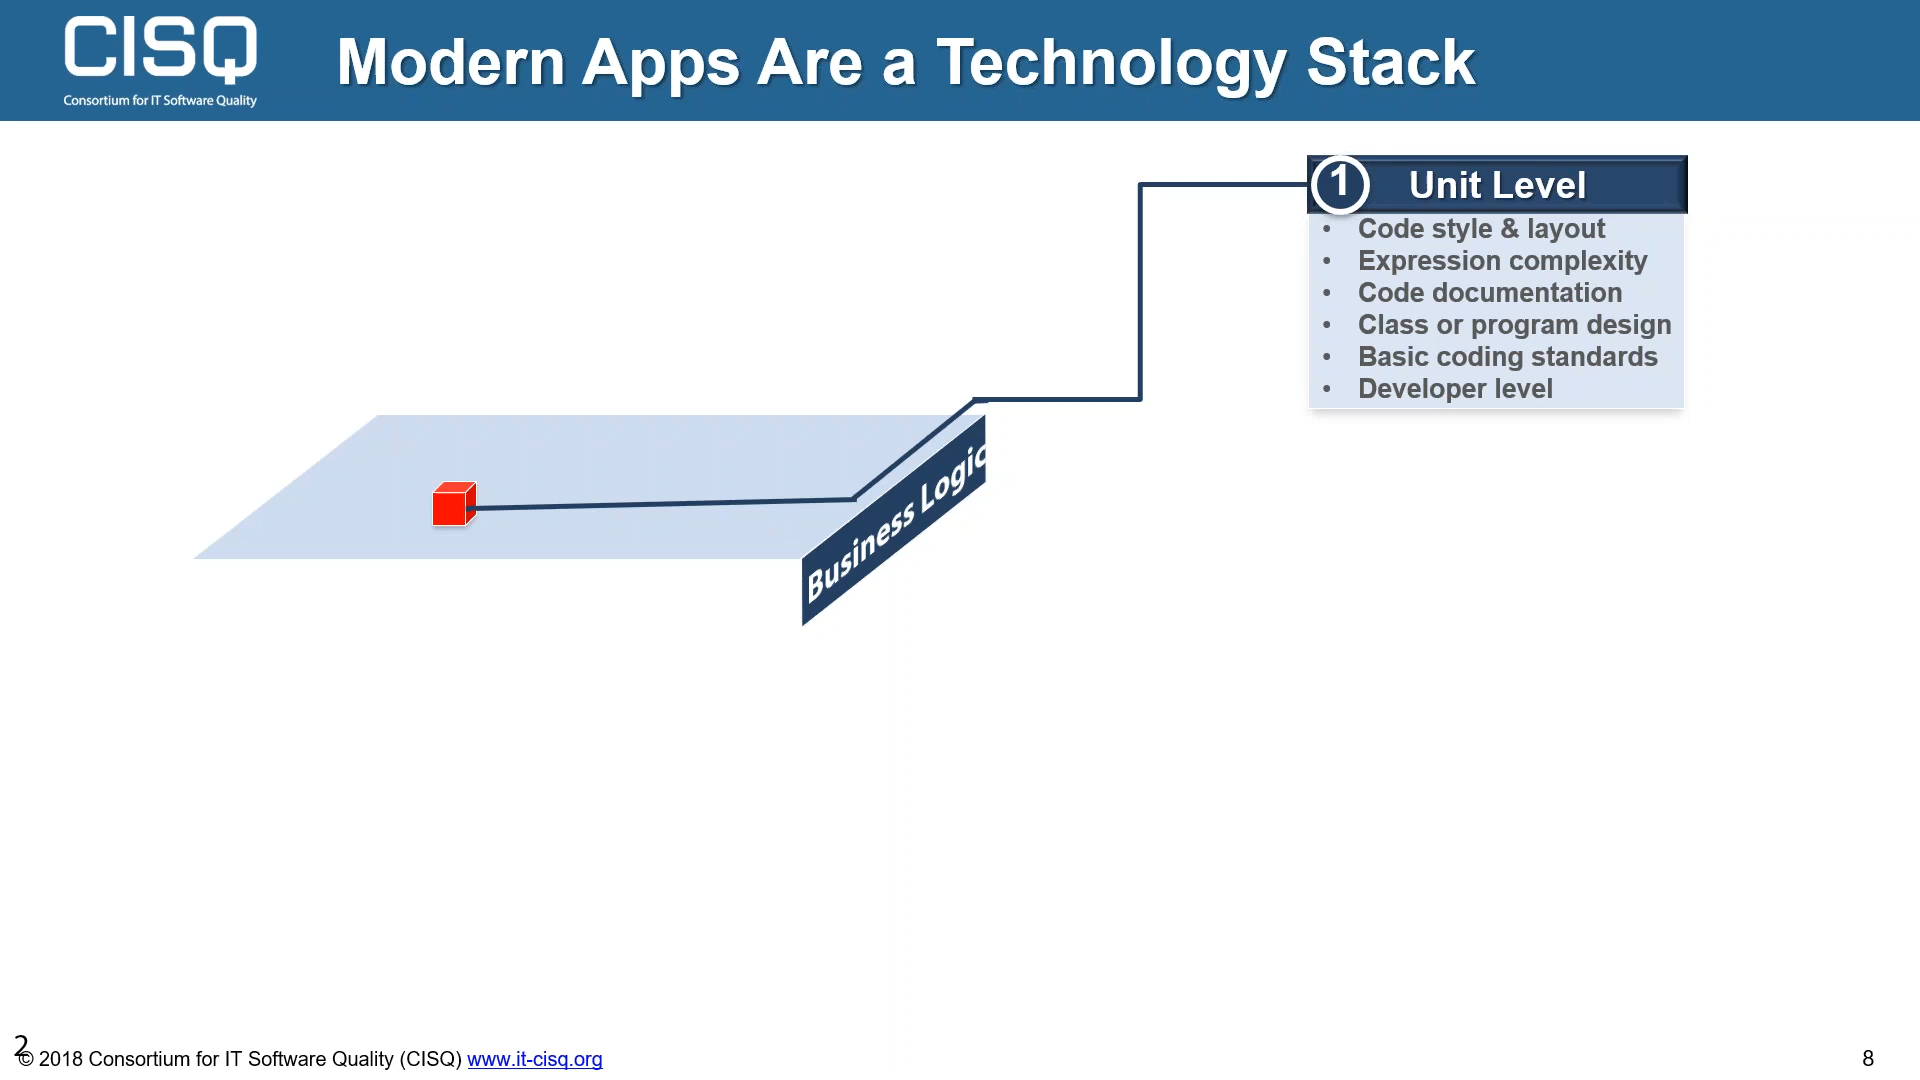 CISQ
Consortium for IT Software Quality
Modern Apps Are a Technology Stack
1 Unit Level
• Code style & layout
• Expression complexity
• Code documentation
• Class or program design
• Basic coding standards
• Developer level
Business Logic
2
© 2018 Consortium for IT Software Quality (CISQ) www.it-cisq.org
8